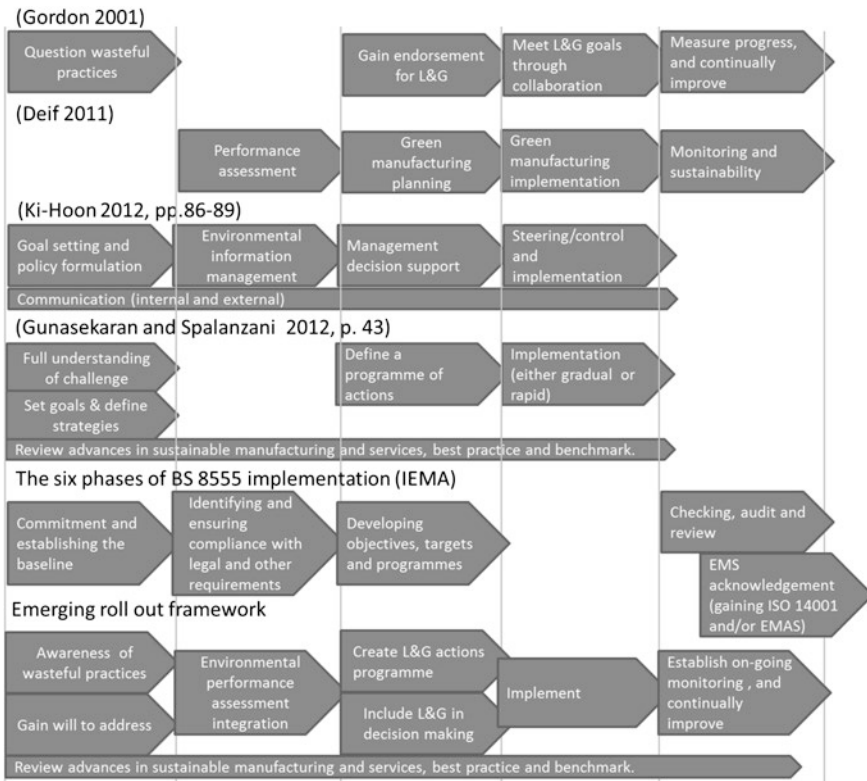 (Gordon 2001)
Question wasteful
practices
Gain endorsement
for L&G
Meet L&G goals
through
collaboration
Measure progress,
and continually
improve
(Deif 2011)
Performance
assessment
Green
manufacturing
planning
Green
manufacturing
implementation
Monitoring and
sustainability
(Ki-Hoon 2012, pp.86-89)
Goal setting and
policy formulation
Environmental
information
management
Management
decision support
Steering/control
and
implementation
Communication (internal and external)
(Gunasekaran and Spalanzani 2012, p. 43)
Full understanding
of challenge
Set goals & define
strategies
Define a
programme of
actions
Implementation
(either gradual or
rapid)
Review advances in sustainable manufacturing and services, best practice and benchmark.
The six phases of BS 8555 implementation (IEMA)
Commitment and
establishing the
baseline
Identifying and
ensuring
compliance with
legal and other
requirements
Developing
objectives, targets
and programmes
Checking, audit and
review
EMS
acknowledgement
(gaining ISO 14001
and/or EMAS)
Emerging roll out framework
Awareness of
wasteful practices
Gain will to address
Environmental
performance
assessment
integration
Create L&G actions
programme
Include L&G in
decision making
Implement
Establish on-going
monitoring , and
continually
improve
Review advances in sustainable manufacturing and services, best practice and benchmark.